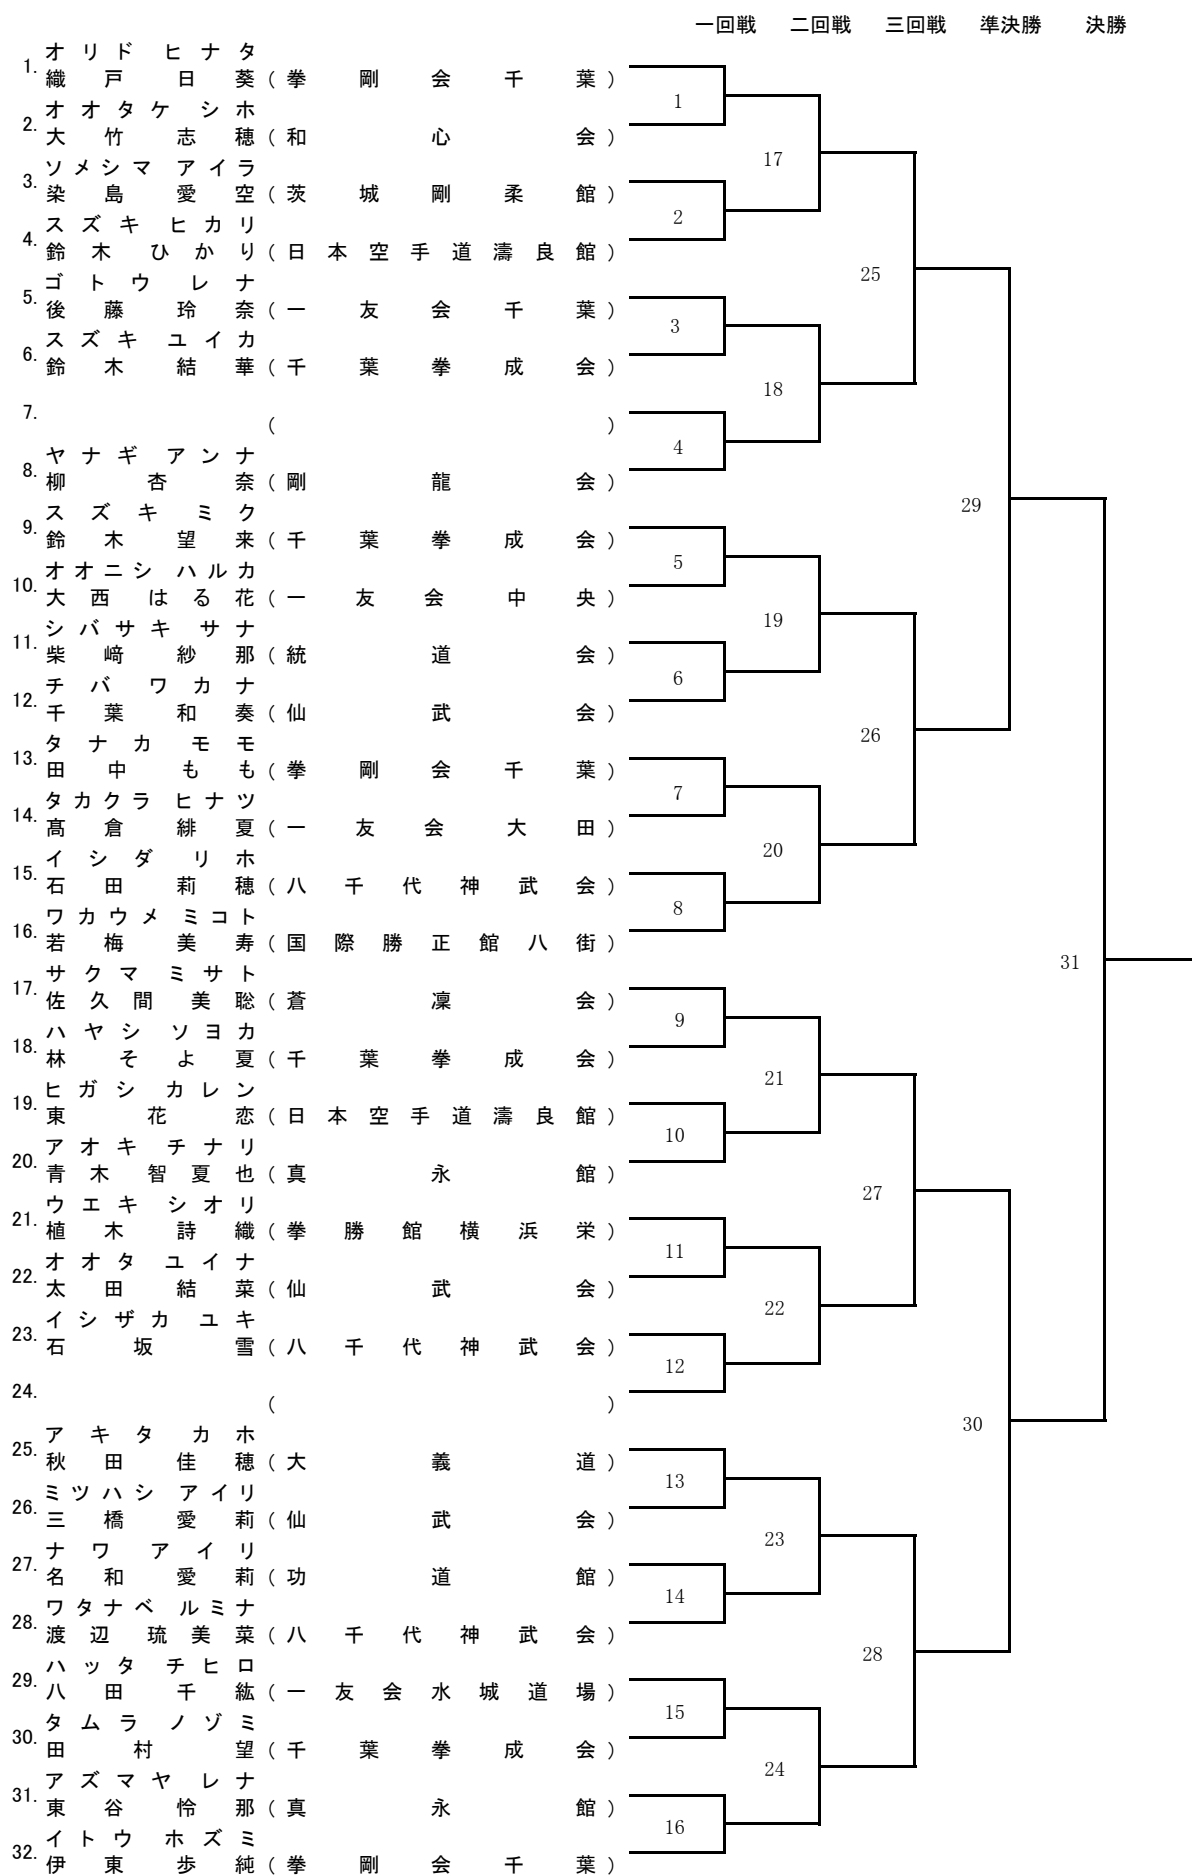 一回戦 二回戦 三回戦 準決勝 決勝
オリド ヒナタ
1. 織戸日葵(拳剛会千葉)
1
オオタケ シホ
2. 大竹志穂(和心会)
17
ソメシマ アイラ
3. 染島愛空(茨城剛柔館)
2
スズキ ヒカリ
4. 鈴木ひかり(日本空手道濤良館)
25
ゴトウ レナ
5. 後藤玲奈(一友会千葉)
3
スズキ ユイカ
6. 鈴木結華(千葉拳成会)
18
7. ( )
4
ヤナギ アンナ
8. 柳杏奈(剛龍会)
29
スズキ ミク
9. 鈴木望来(千葉拳成会)
5
オオニシ ハルカ
10. 大西はる花(一友会中央)
19
シバサキ サナ
11. 柴﨑紗那(統道会)
6
チバ ワカナ
12. 千葉和奏(仙武会)
26
タナカ モモ
13. 田中もも(拳剛会千葉)
7
タカクラ ヒナツ
14. 髙倉緋夏(一友会大田)
20
イシダ リホ
15. 石田莉穂(八千代神武会)
8
ワカウメ ミコト
16. 若梅美寿(国際勝正館八街)
31
サクマ ミサト
17. 佐久間美聡(蒼凜会)
9
ハヤシ ソヨカ
18. 林そよ夏(千葉拳成会)
21
ヒガシ カレン
19. 東花恋(日本空手道濤良館)
10
アオキ チナリ
20. 青木智夏也(真永館)
27
ウエキ シオリ
21. 植木詩織(拳勝館横浜栄)
11
オオタ ユイナ
22. 太田結菜(仙武会)
22
イシザカ ユキ
23. 石坂雪(八千代神武会)
12
24. ( )
30
アキタ カホ
25. 秋田佳穂(大義道)
13
ミツハシ アイリ
26. 三橋愛莉(仙武会)
23
ナワ アイリ
27. 名和愛莉(功道館)
14
ワタナベ ルミナ
28. 渡辺琉美菜(八千代神武会)
28
ハッタ チヒロ
29. 八田千紘(一友会水城道場)
15
タムラ ノゾミ
30. 田村望(千葉拳成会)
24
アズマヤ レナ
31. 東谷怜那(真永館)
16
イトウ ホズミ
32. 伊東歩純(拳剛会千葉)